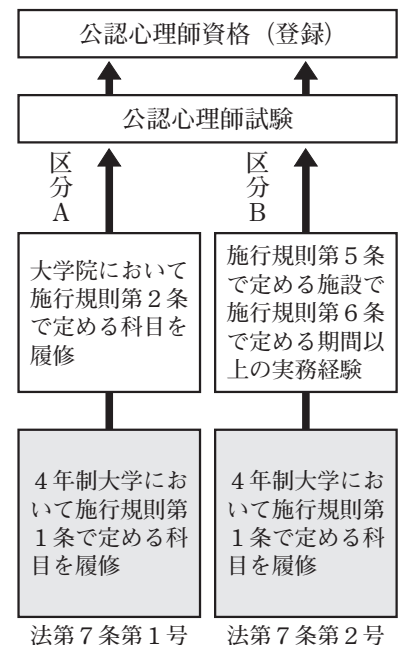 公認心理師資格（登録）
公認心理師試験
区分A
区分B
大学院において
施行規則第２条
で定める科目を
履修
施行規則第５条
で定める施設で
施行規則第６条
で定める期間以
上の実務経験
４年制大学にお
いて施行規則第
１条で定める科
目を履修
４年制大学にお
いて施行規則第
１条で定める科
目を履修
法第７条第１号
法第７条第２号